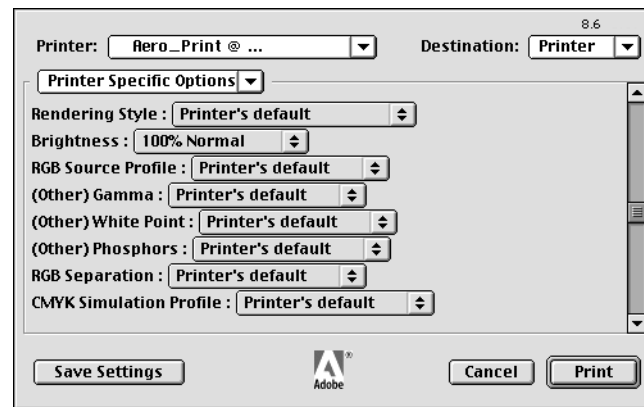 8.6
Printer: Aero_Print @ ... Destination: Printer
Printer Specific Options
Rendering Style : Printer's default
Brightness : 100% Normal
RGB Source Profile : Printer's default
(Other) Gamma : Printer's default
(Other) White Point : Printer's default
(Other) Phosphors : Printer's default
RGB Separation : Printer's default
CMYK Simulation Profile : Printer's default
Save Settings Adobe ® Cancel Print